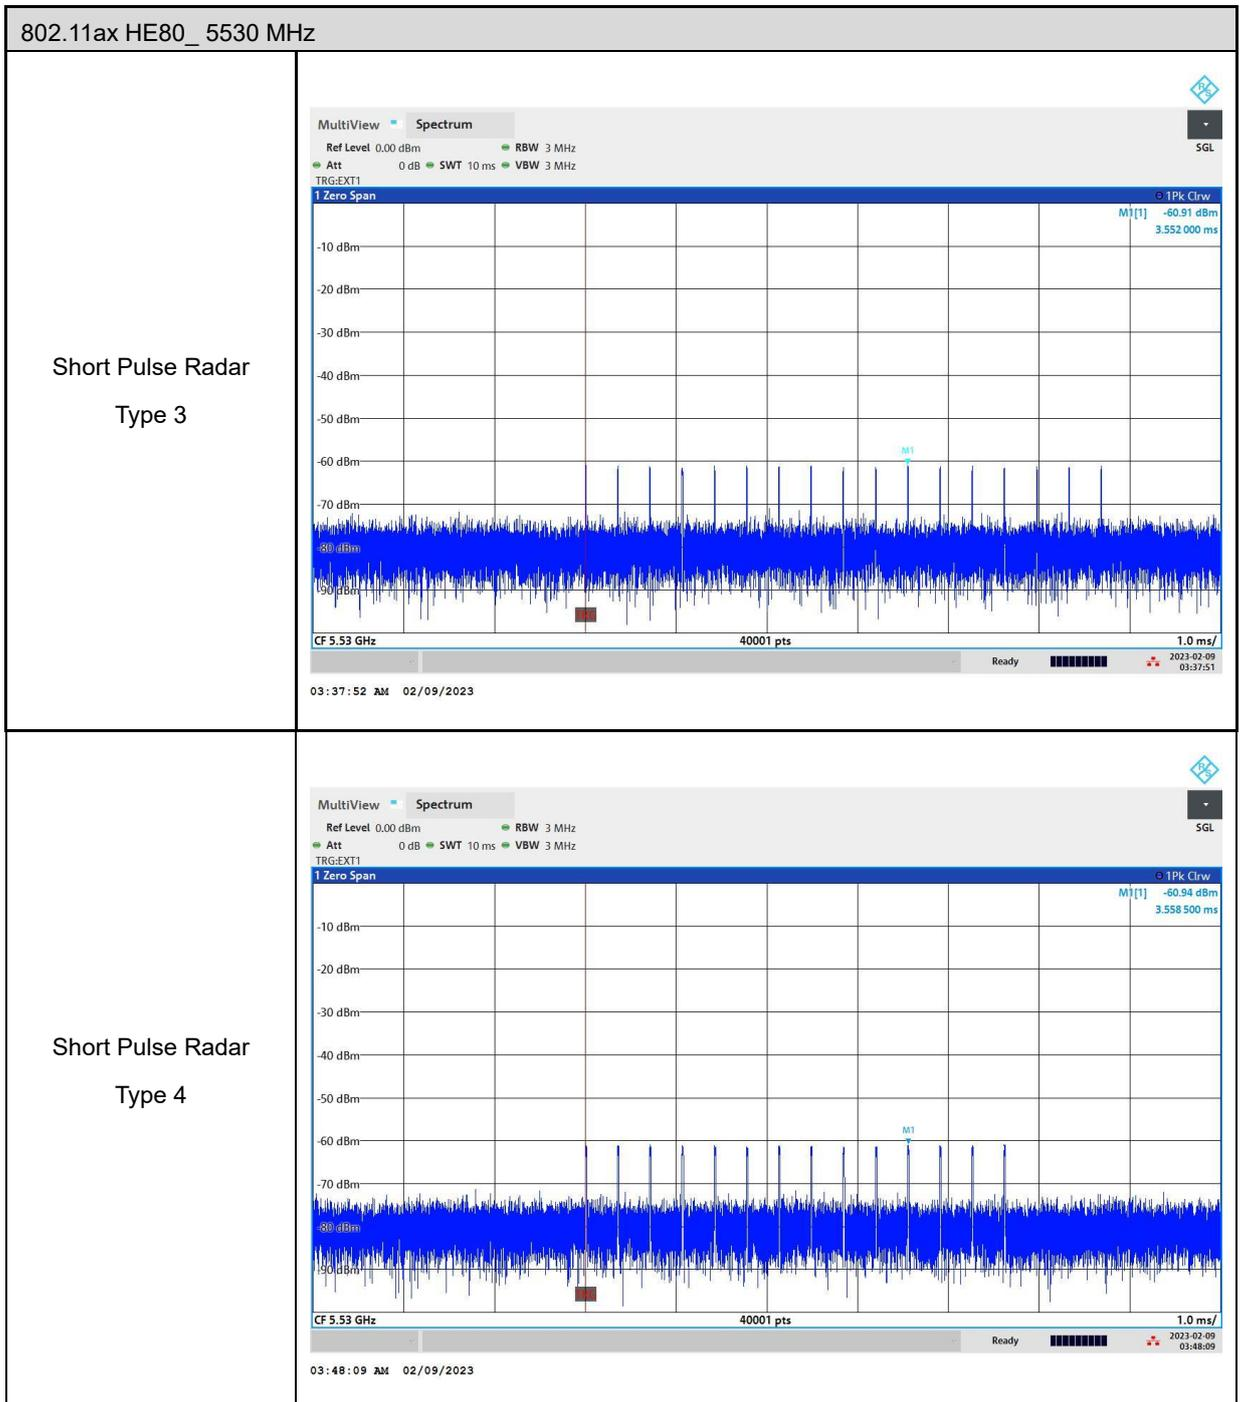 802.11ax HE80_ 5530 MHz
Short Pulse Radar
Type 3
R
S
MultiView
Spectrum
Ref Level 0.00 dBm
RBW 3 MHz
SGL
Att 0 dB SWT 10 ms VBW 3 MHz
TRG:EXT1
1 Zero Span
1Pk Clrw
M1[1] -60.91 dBm
3.552 000 ms
-10 dBm
-20 dBm
-30 dBm
-40 dBm
-50 dBm
M1
-60 dBm
-70 dBm
-80 dBm
-90 dBm
TRG
CF 5.53 GHz
40001 pts
1.0 ms/
Ready
2023-02-09
03:37:51
03:37:52 AM 02/09/2023
Short Pulse Radar
Type 4
R
S
MultiView
Spectrum
Ref Level 0.00 dBm
RBW 3 MHz
SGL
Att 0 dB SWT 10 ms VBW 3 MHz
TRG:EXT1
1 Zero Span
1Pk Clrw
M1[1] -60.94 dBm
3.558 500 ms
-10 dBm
-20 dBm
-30 dBm
-40 dBm
-50 dBm
M1
-60 dBm
-70 dBm
-80 dBm
-90 dBm
TRG
CF 5.53 GHz
40001 pts
1.0 ms/
Ready
2023-02-09
03:48:09
03:48:09 AM 02/09/2023